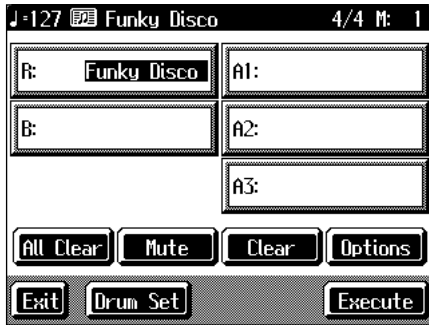 ♩=127 Funky Disco 4/4 M: 1
R: Funky Disco A1:
B: A2:
A3:
All Clear Mute Clear Options
Exit Drum Set Execute